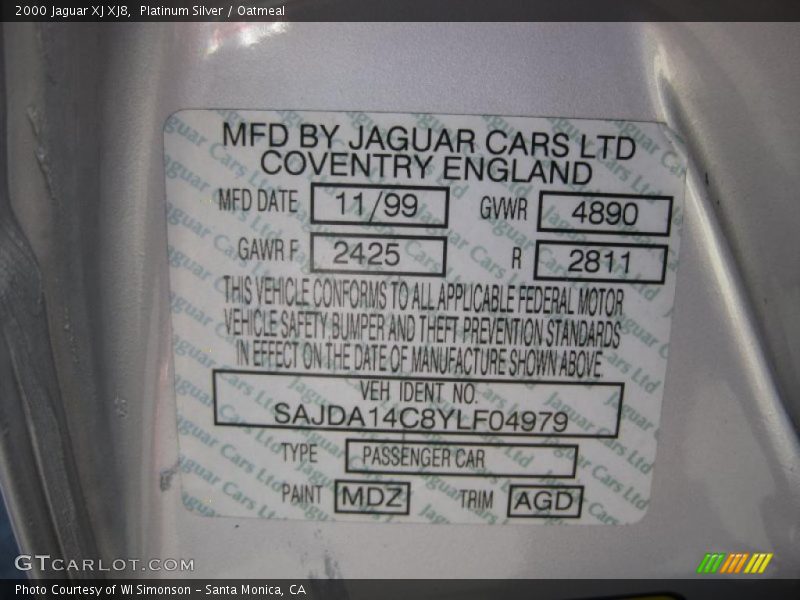 2000 Jaguar XJ XJ8, Platinum Silver / Oatmeal
MFD BY JAGUAR CARS LTD
COVENTRY ENGLAND
MFD DATE 11/99 GVWR 4890
GAWR F 2425 R 2811
THIS VEHICLE CONFORMS TO ALL APPLICABLE FEDERAL MOTOR
VEHICLE SAFETY BUMPER AND THEFT PREVENTION STANDARDS
IN EFFECT ON THE DATE OF MANUFACTURE SHOWN ABOVE.
VEH IDENT NO.
SAJDA14C8YLF04979
TYPE PASSENGER CAR
PAINT MDZ TRIM AGD
GTCARLOT.COM
Photo Courtesy of WI Simonson - Santa Monica, CA